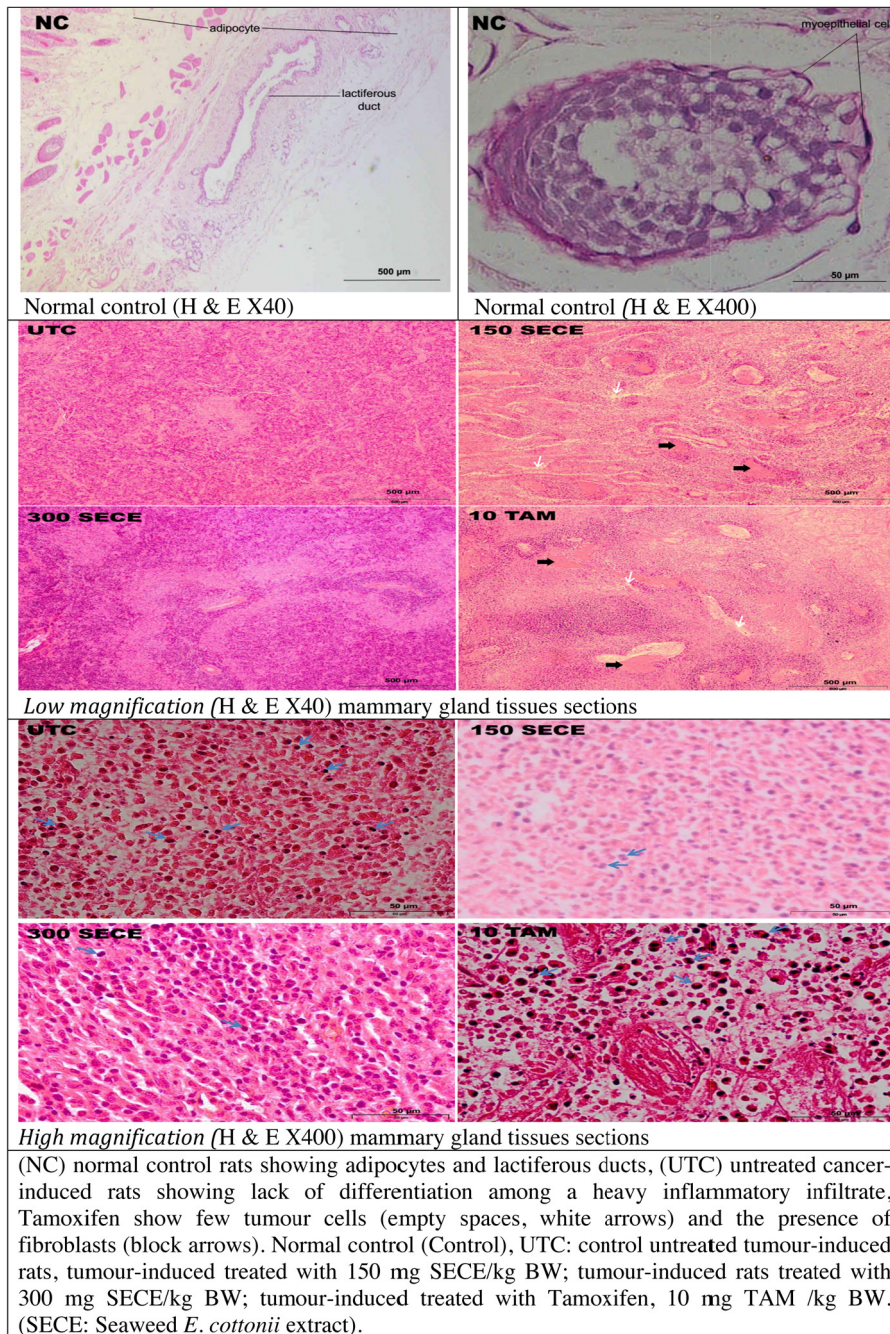 NC
adipocyte
lactiferous
duct
500 µm
Normal control (H & E X40)
NC
myoepithelial cel
50 µm
Normal control (H & E X400)
UTC
500 µm
150 SECE
500 µm
300 SECE
500 µm
10 TAM
500 µm
Low magnification (H & E X40) mammary gland tissues sections
UTC
50 µm
150 SECE
50 µm
300 SECE
50 µm
10 TAM
50 µm
High magnification (H & E X400) mammary gland tissues sections
(NC) normal control rats showing adipocytes and lactiferous ducts, (UTC) untreated cancer-
induced rats showing lack of differentiation among a heavy inflammatory infiltrate,
Tamoxifen show few tumour cells (empty spaces, white arrows) and the presence of
fibroblasts (block arrows). Normal control (Control), UTC: control untreated tumour-induced
rats, tumour-induced treated with 150 mg SECE/kg BW; tumour-induced rats treated with
300 mg SECE/kg BW; tumour-induced treated with Tamoxifen, 10 mg TAM /kg BW.
(SECE: Seaweed E. cottonii extract).